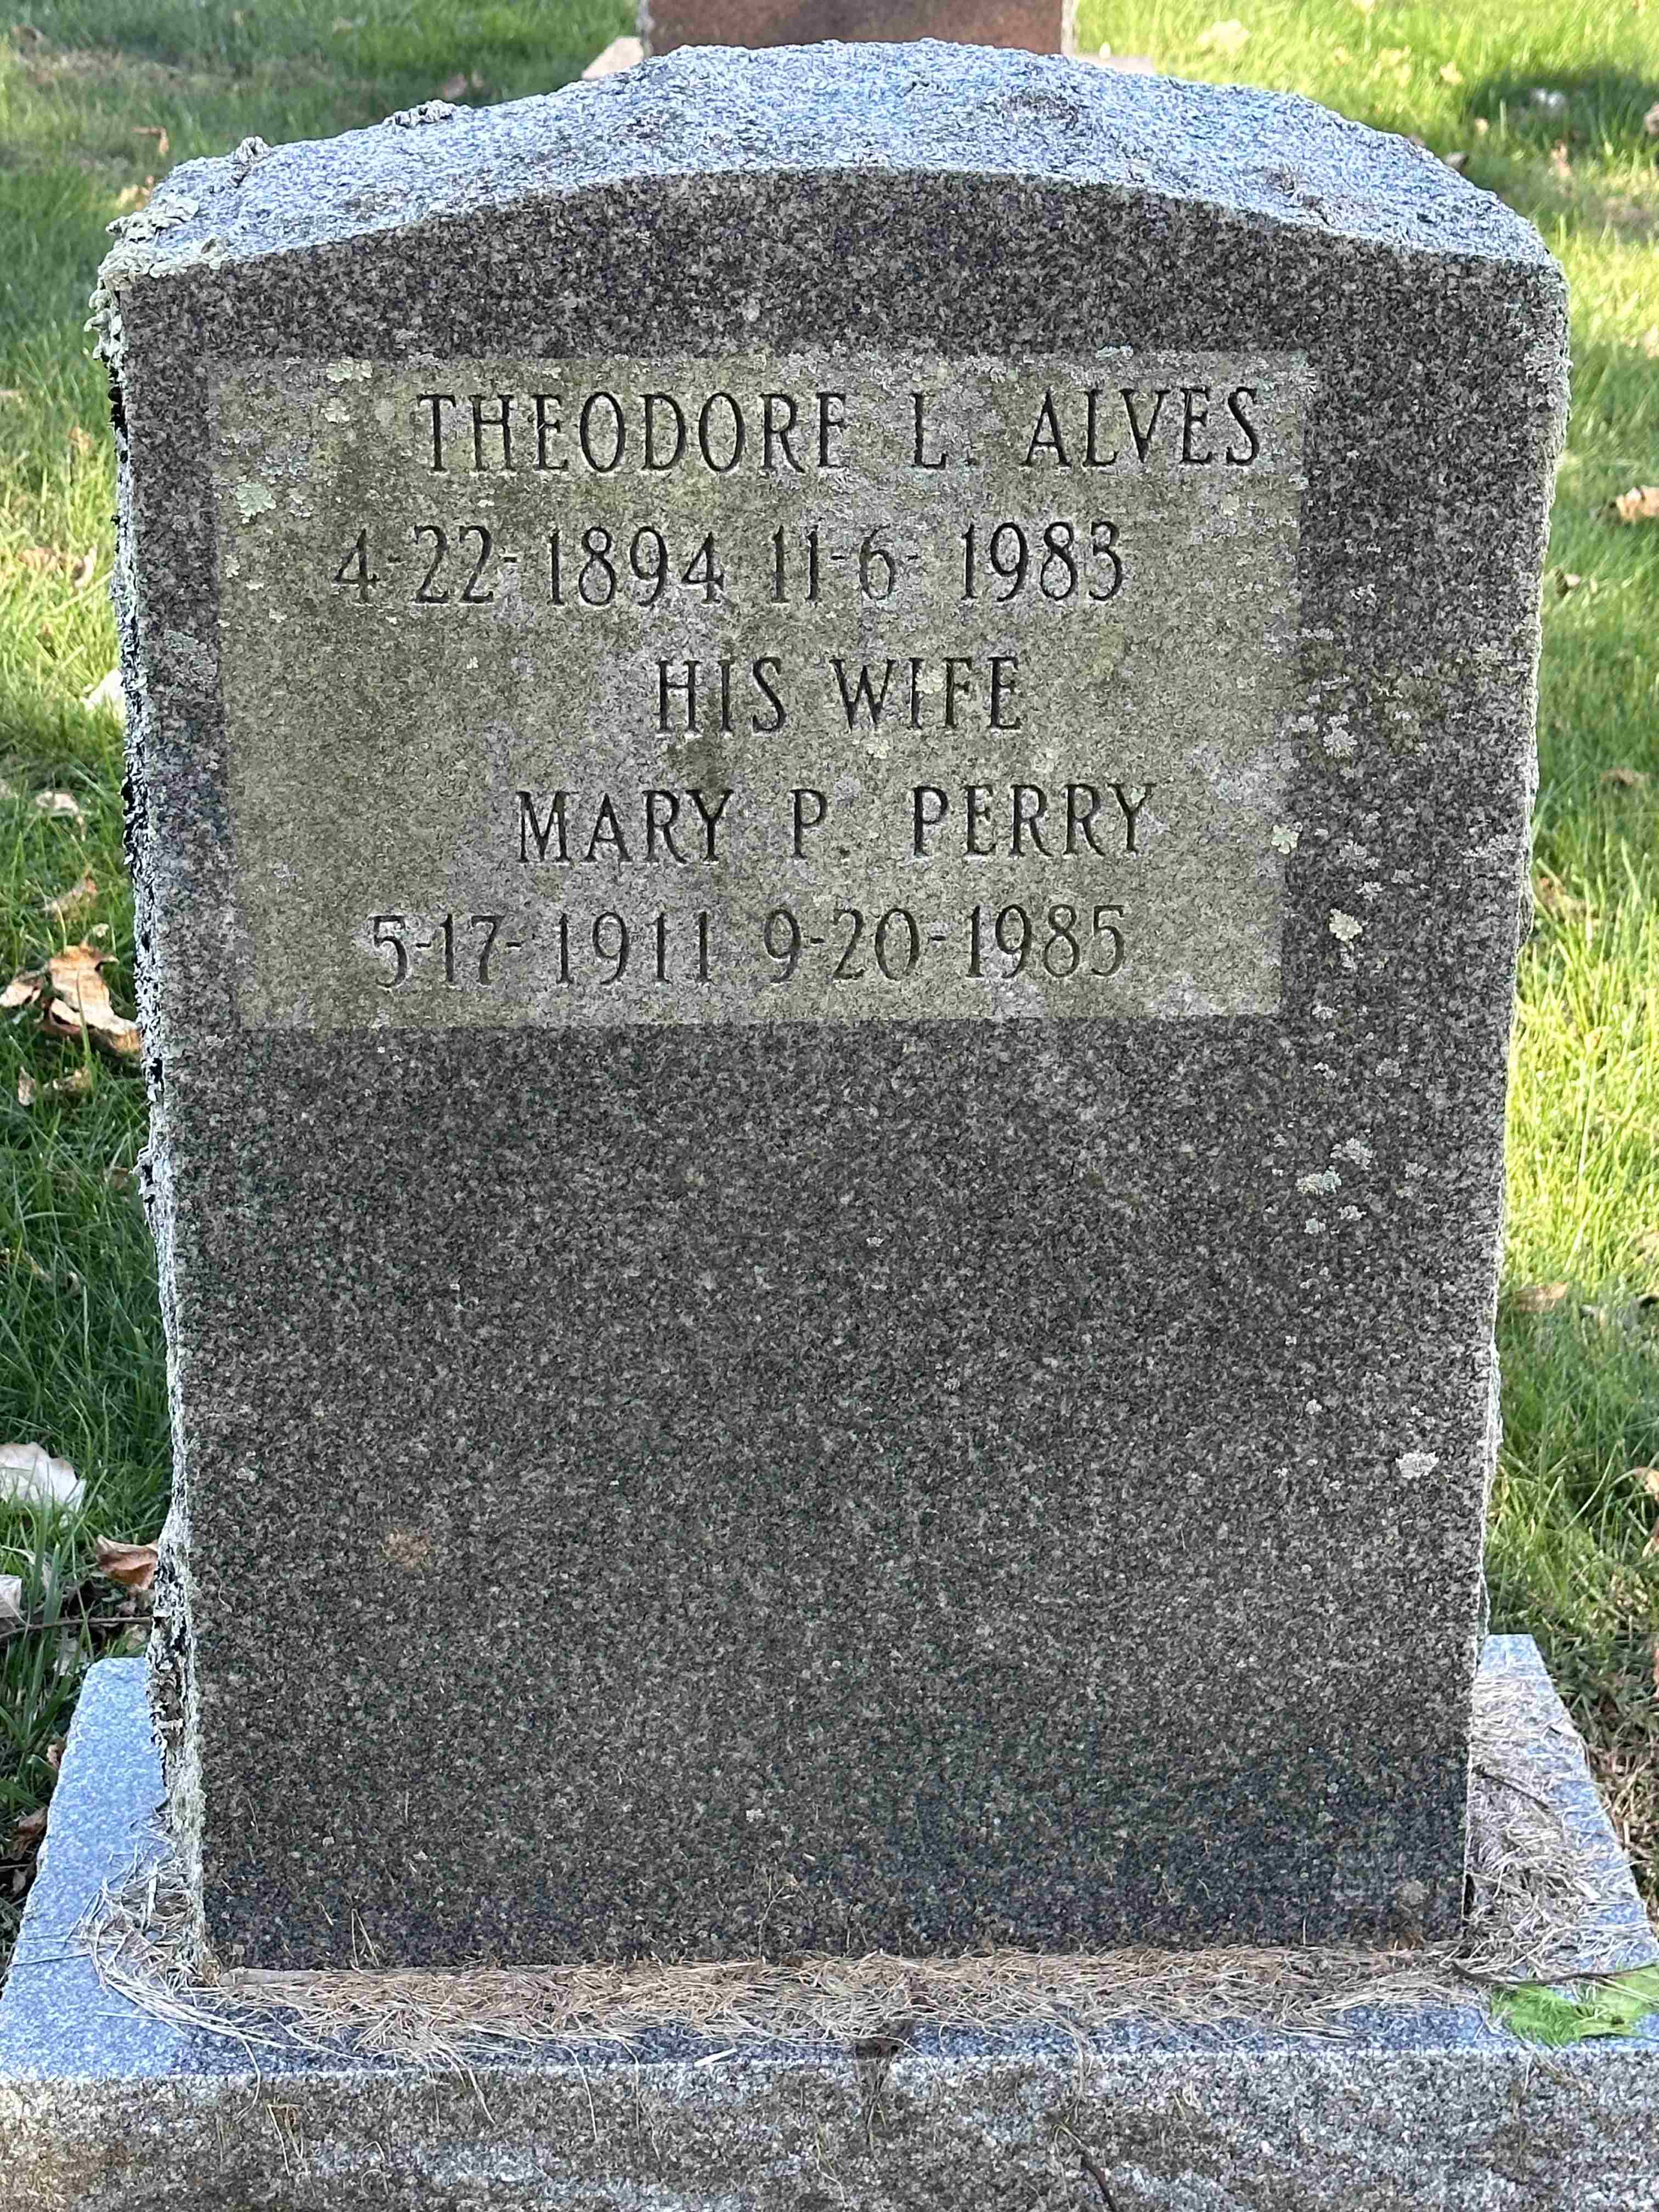 THEODORE L. ALVES
4-22-1894 11-6-1983
HIS WIFE
MARY P. PERRY
5-17-1911 9-20-1985